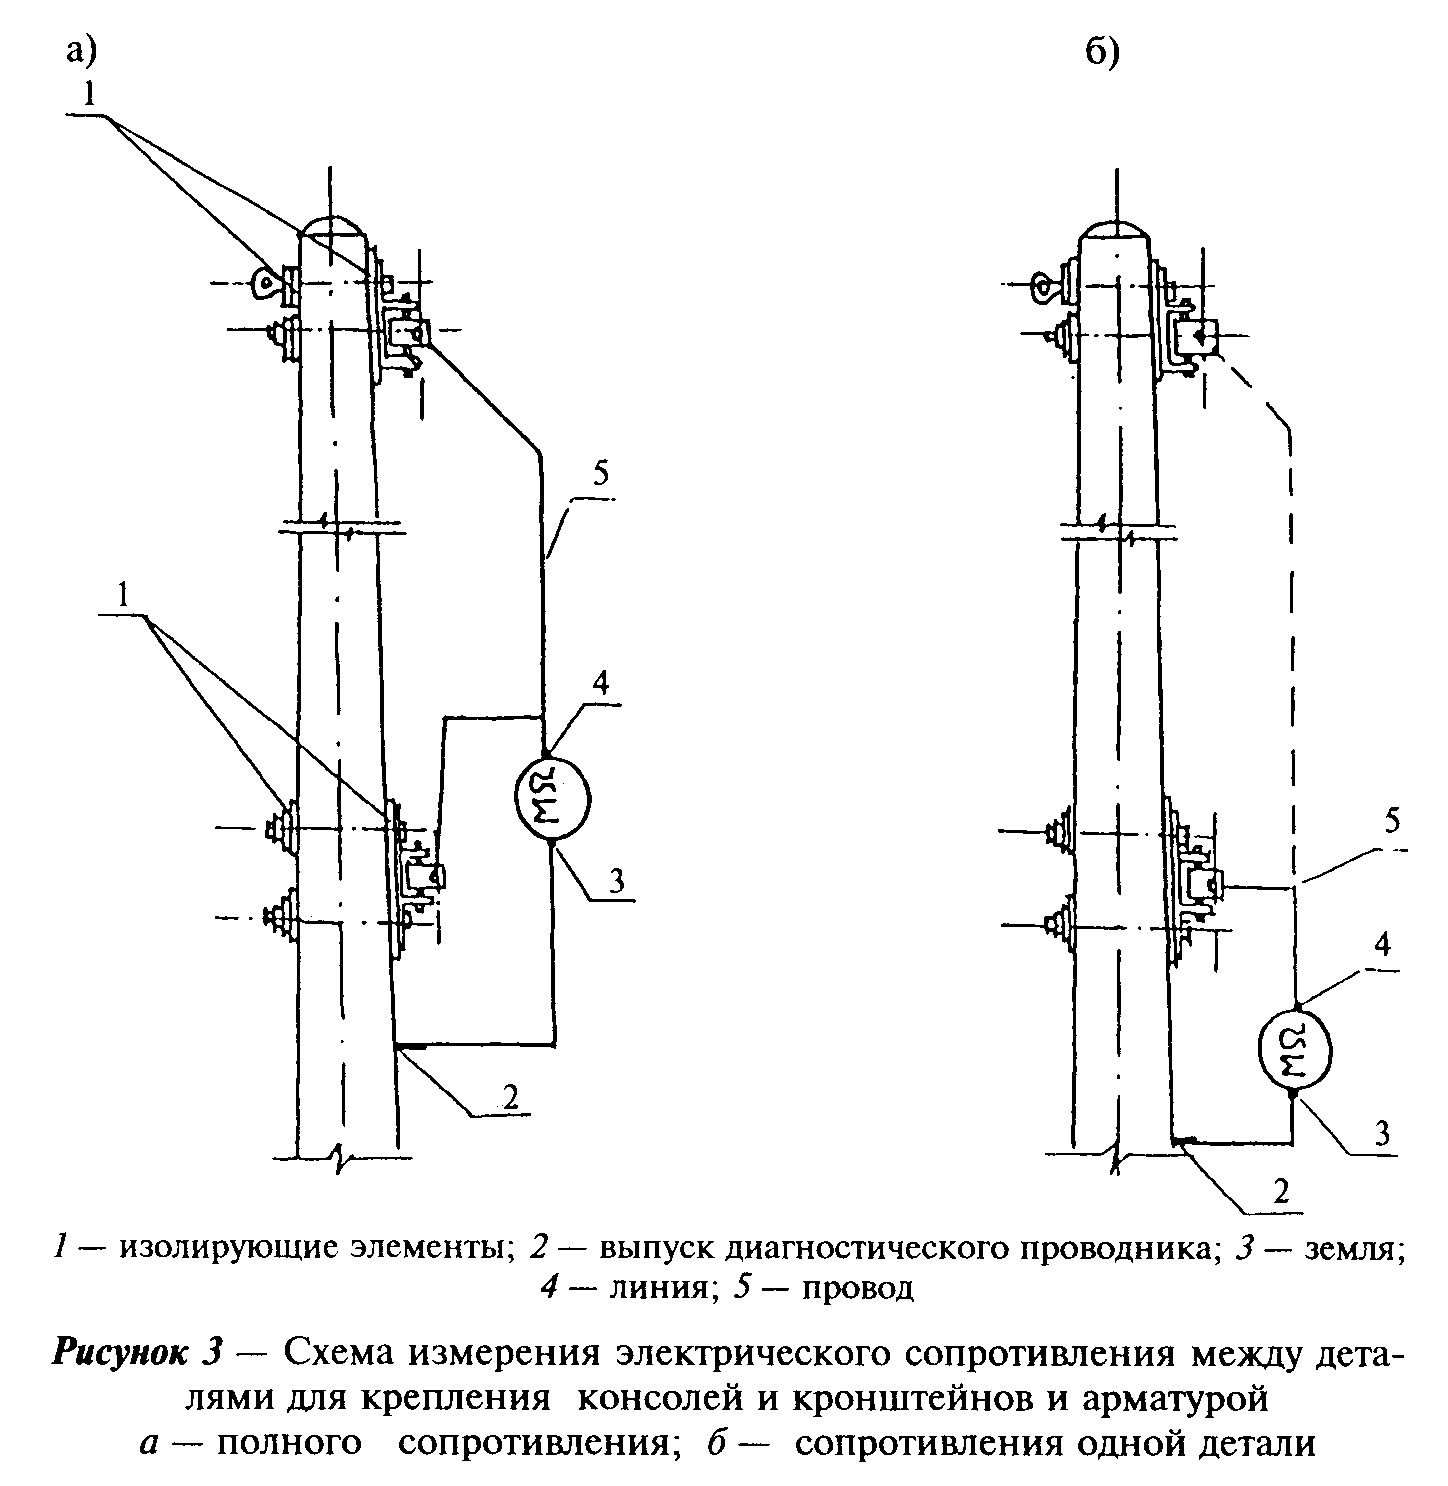 а)
б)
1
5
1
4
3
2
5
4
3
2
МΩ
МΩ
1 — изолирующие элементы; 2 — выпуск диагностического проводника; 3 — земля;
4 — линия; 5 — провод
Рисунок 3 — Схема измерения электрического сопротивления между дета-
лями для крепления консолей и кронштейнов и арматурой
а — полного сопротивления; б — сопротивления одной детали